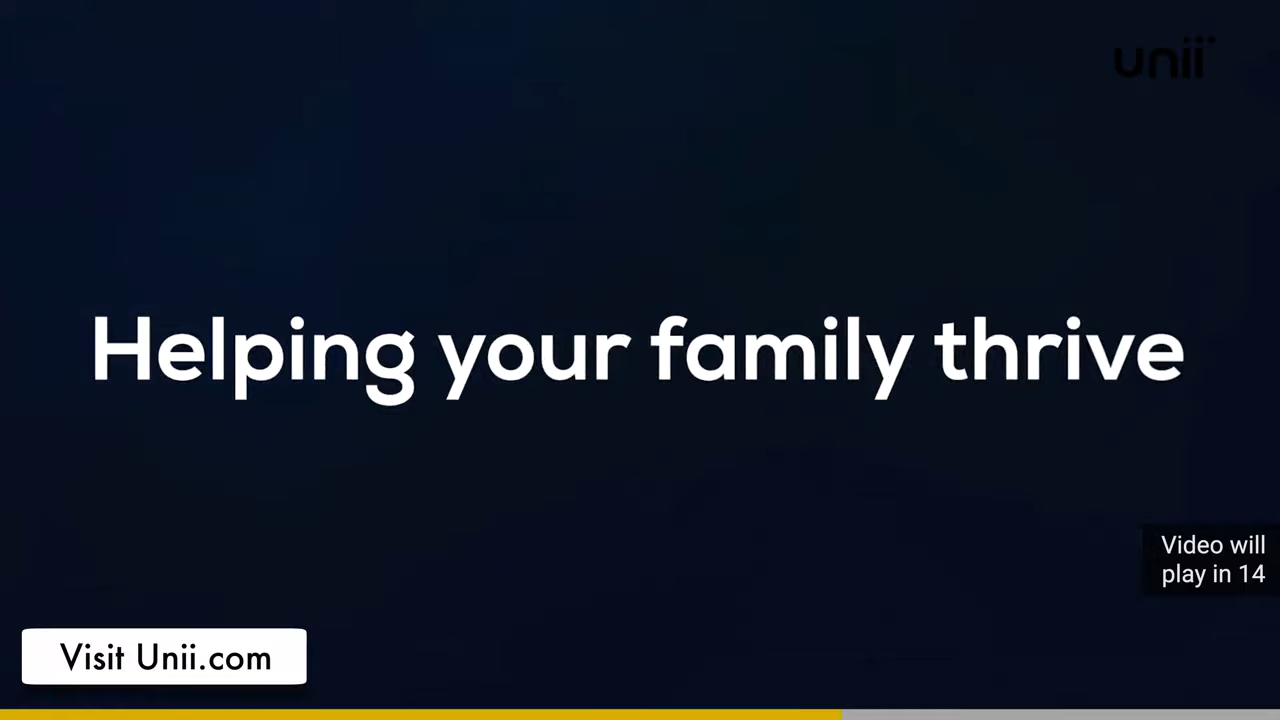 unii
Helping your family thrive
Video will
play in 14
Visit Unii.com